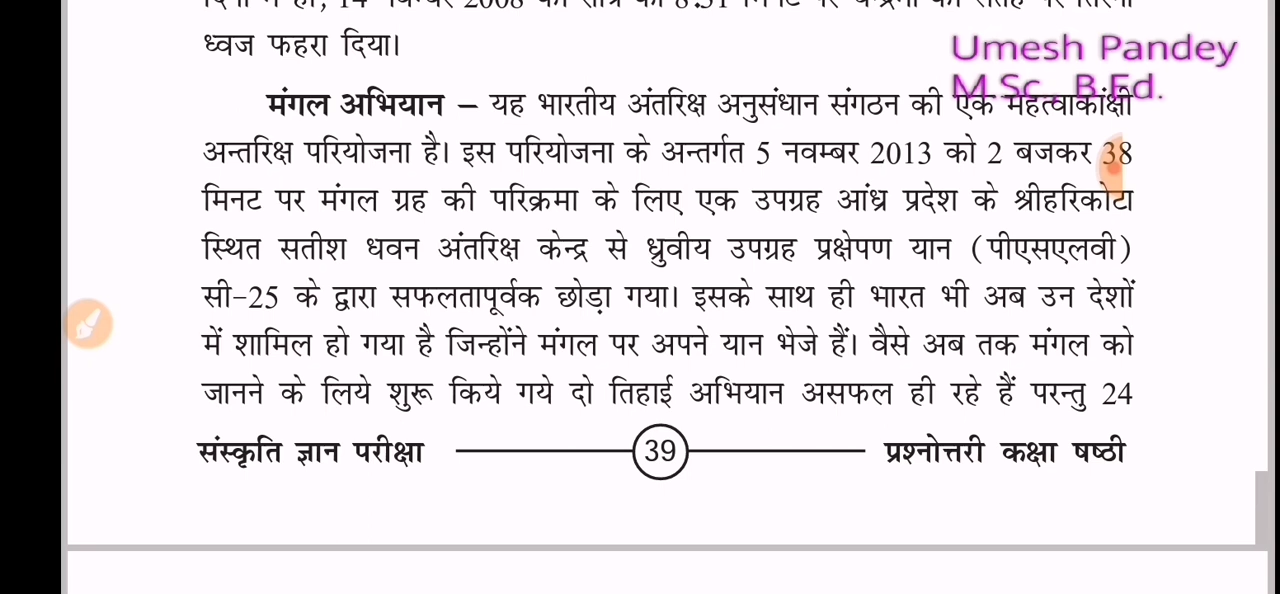 ध्वज फहरा दिया।
Umesh Pandey
M.Sc., B.Ed.
मंगल अभियान – यह भारतीय अंतरिक्ष अनुसंधान संगठन की एक महत्वाकांक्षी
अन्तरिक्ष परियोजना है। इस परियोजना के अन्तर्गत 5 नवम्बर 2013 को 2 बजकर 38
मिनट पर मंगल ग्रह की परिक्रमा के लिए एक उपग्रह आंध्र प्रदेश के श्रीहरिकोटा
स्थित सतीश धवन अंतरिक्ष केन्द्र से ध्रुवीय उपग्रह प्रक्षेपण यान (पीएसएलवी)
सी-25 के द्वारा सफलतापूर्वक छोड़ा गया। इसके साथ ही भारत भी अब उन देशों
में शामिल हो गया है जिन्होंने मंगल पर अपने यान भेजे हैं। वैसे अब तक मंगल को
जानने के लिये शुरू किये गये दो तिहाई अभियान असफल ही रहे हैं परन्तु 24
संस्कृति ज्ञान परीक्षा 39 प्रश्नोत्तरी कक्षा षष्ठी